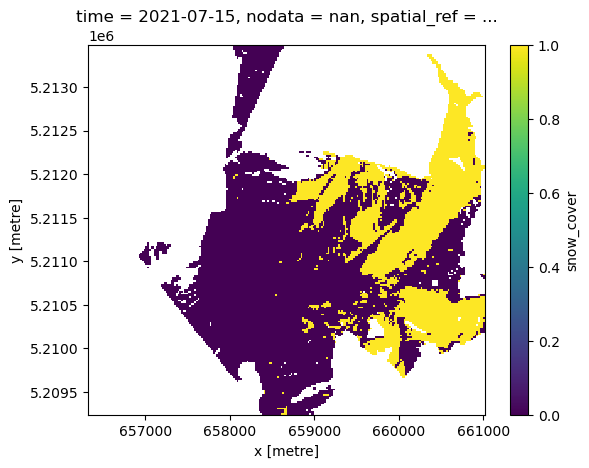 time = 2021-07-15, nodata = nan, spatial_ref = ...
1e6
5.2130
5.2125
5.2120
5.2115
5.2110
5.2105
5.2100
5.2095
y [metre]
657000 658000 659000 660000 661000
x [metre]
1.0
0.8
0.6
0.4
0.2
0.0
snow_cover